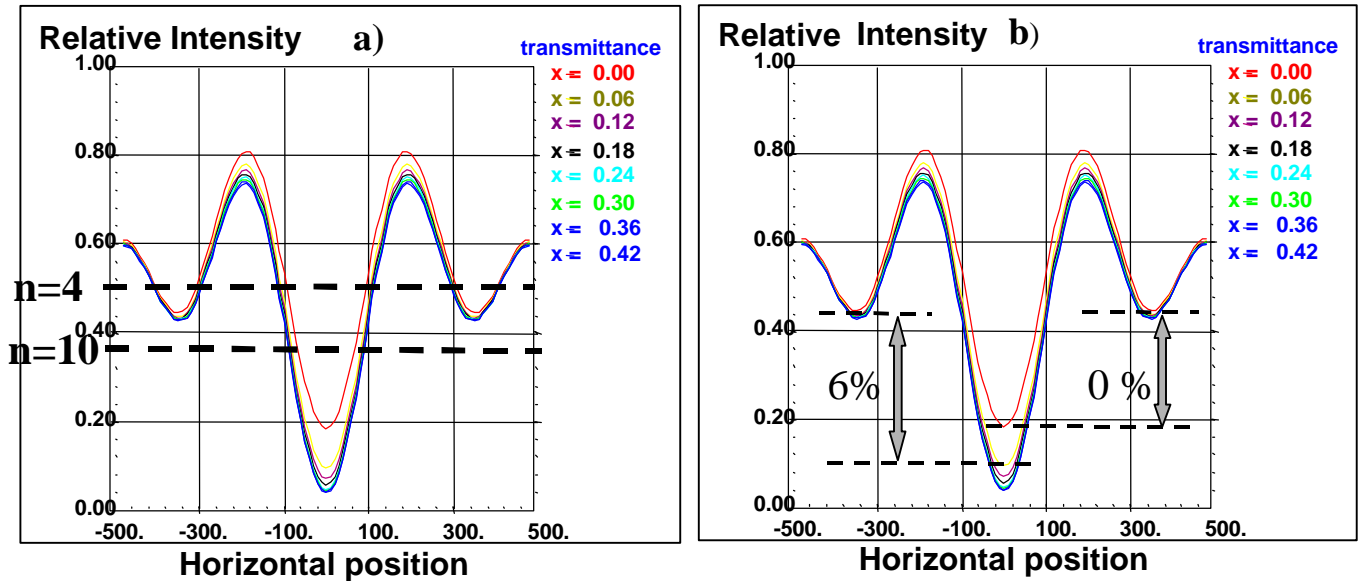 Relative Intensity a)
transmittance
x = 0.00
x = 0.06
x = 0.12
x = 0.18
x = 0.24
x = 0.30
x = 0.36
x = 0.42
1.00
0.80
0.60
0.40
0.20
0.00
n=4
n=10
-500. -300. -100. 100. 300. 500.
Horizontal position
Relative Intensity b)
transmittance
x = 0.00
x = 0.06
x = 0.12
x = 0.18
x = 0.24
x = 0.30
x = 0.36
x = 0.42
1.00
0.80
0.60
0.40
0.20
0.00
6%
0 %
-500. -300. -100. 100. 300. 500.
Horizontal position